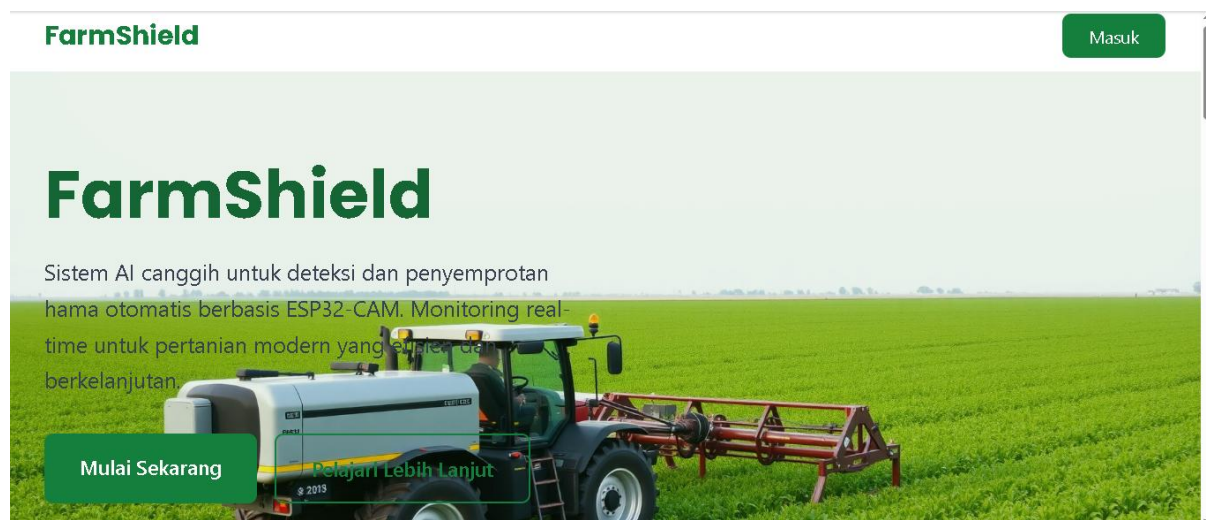 FarmShield
Masuk
FarmShield
Sistem AI canggih untuk deteksi dan penyemprotan
hama otomatis berbasis ESP32-CAM. Monitoring real-
time untuk pertanian modern yang efisien dan
berkelanjutan.
Mulai Sekarang
Pelajari Lebih Lanjut
2013